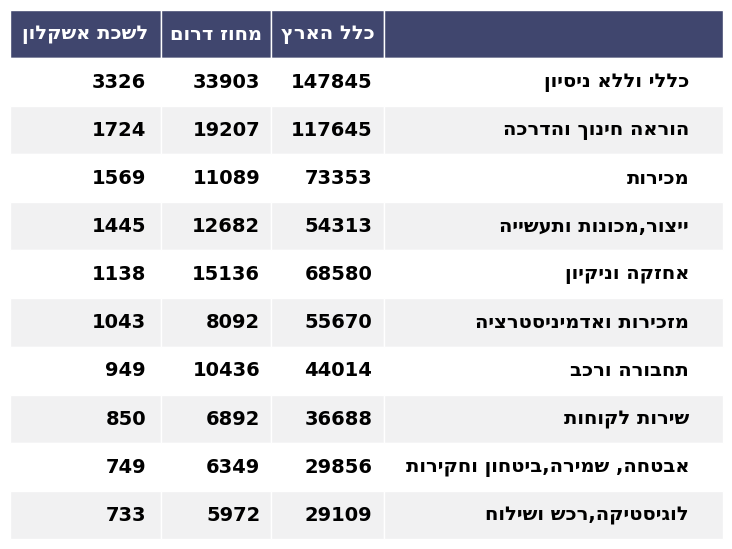 כלל הארץ מחוז דרום לשכת אשקלון
כללי וללא ניסיון 147845 33903 3326
הוראה חינוך והדרכה 117645 19207 1724
מכירות 73353 11089 1569
ייצור,מכונות ותעשייה 54313 12682 1445
אחזקה וניקיון 68580 15136 1138
מזכירות ואדמיניסטרציה 55670 8092 1043
תחבורה ורכב 44014 10436 949
שירות לקוחות 36688 6892 850
אבטחה, שמירה,ביטחון וחקירות 29856 6349 749
לוגיסטיקה,רכש ושילוח 29109 5972 733